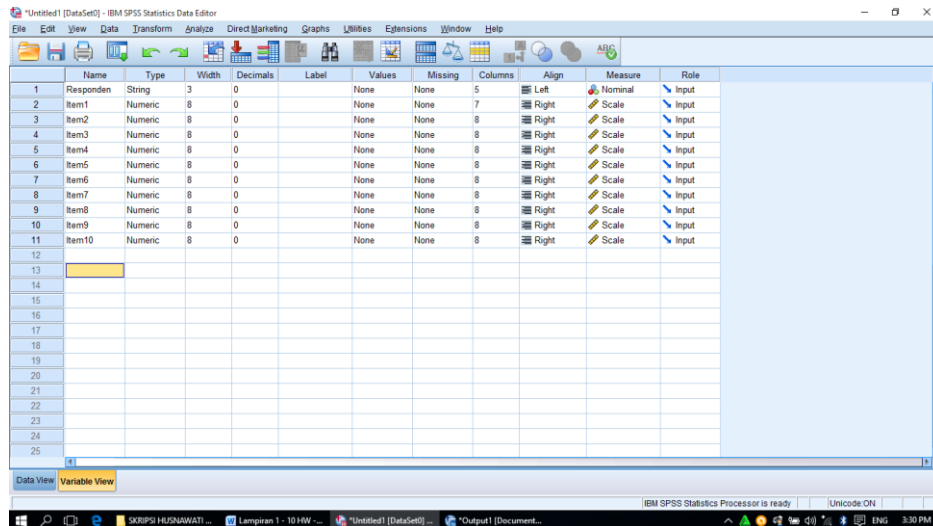 *Untitled1 [DataSet0] - IBM SPSS Statistics Data Editor
File Edit View Data Transform Analyze Direct Marketing Graphs Utilities Extensions Window Help
Name Type Width Decimals Label Values Missing Columns Align Measure Role
1 Responden String 3 0 None None 5 Left Nominal Input
2 Item1 Numeric 8 0 None None 7 Right Scale Input
3 Item2 Numeric 8 0 None None 8 Right Scale Input
4 Item3 Numeric 8 0 None None 8 Right Scale Input
5 Item4 Numeric 8 0 None None 8 Right Scale Input
6 Item5 Numeric 8 0 None None 8 Right Scale Input
7 Item6 Numeric 8 0 None None 8 Right Scale Input
8 Item7 Numeric 8 0 None None 8 Right Scale Input
9 Item8 Numeric 8 0 None None 8 Right Scale Input
10 Item9 Numeric 8 0 None None 8 Right Scale Input
11 Item10 Numeric 8 0 None None 8 Right Scale Input
12
13
14
15
16
17
18
19
20
21
22
23
24
25
Data View Variable View
IBM SPSS Statistics Processor is ready Unicode:ON
SKRIPSI HUSNAWATI ... Lampiran 1 - 10 HW -... *Untitled1 [DataSet0] ... *Output1 [Document... ENG 3:30 PM